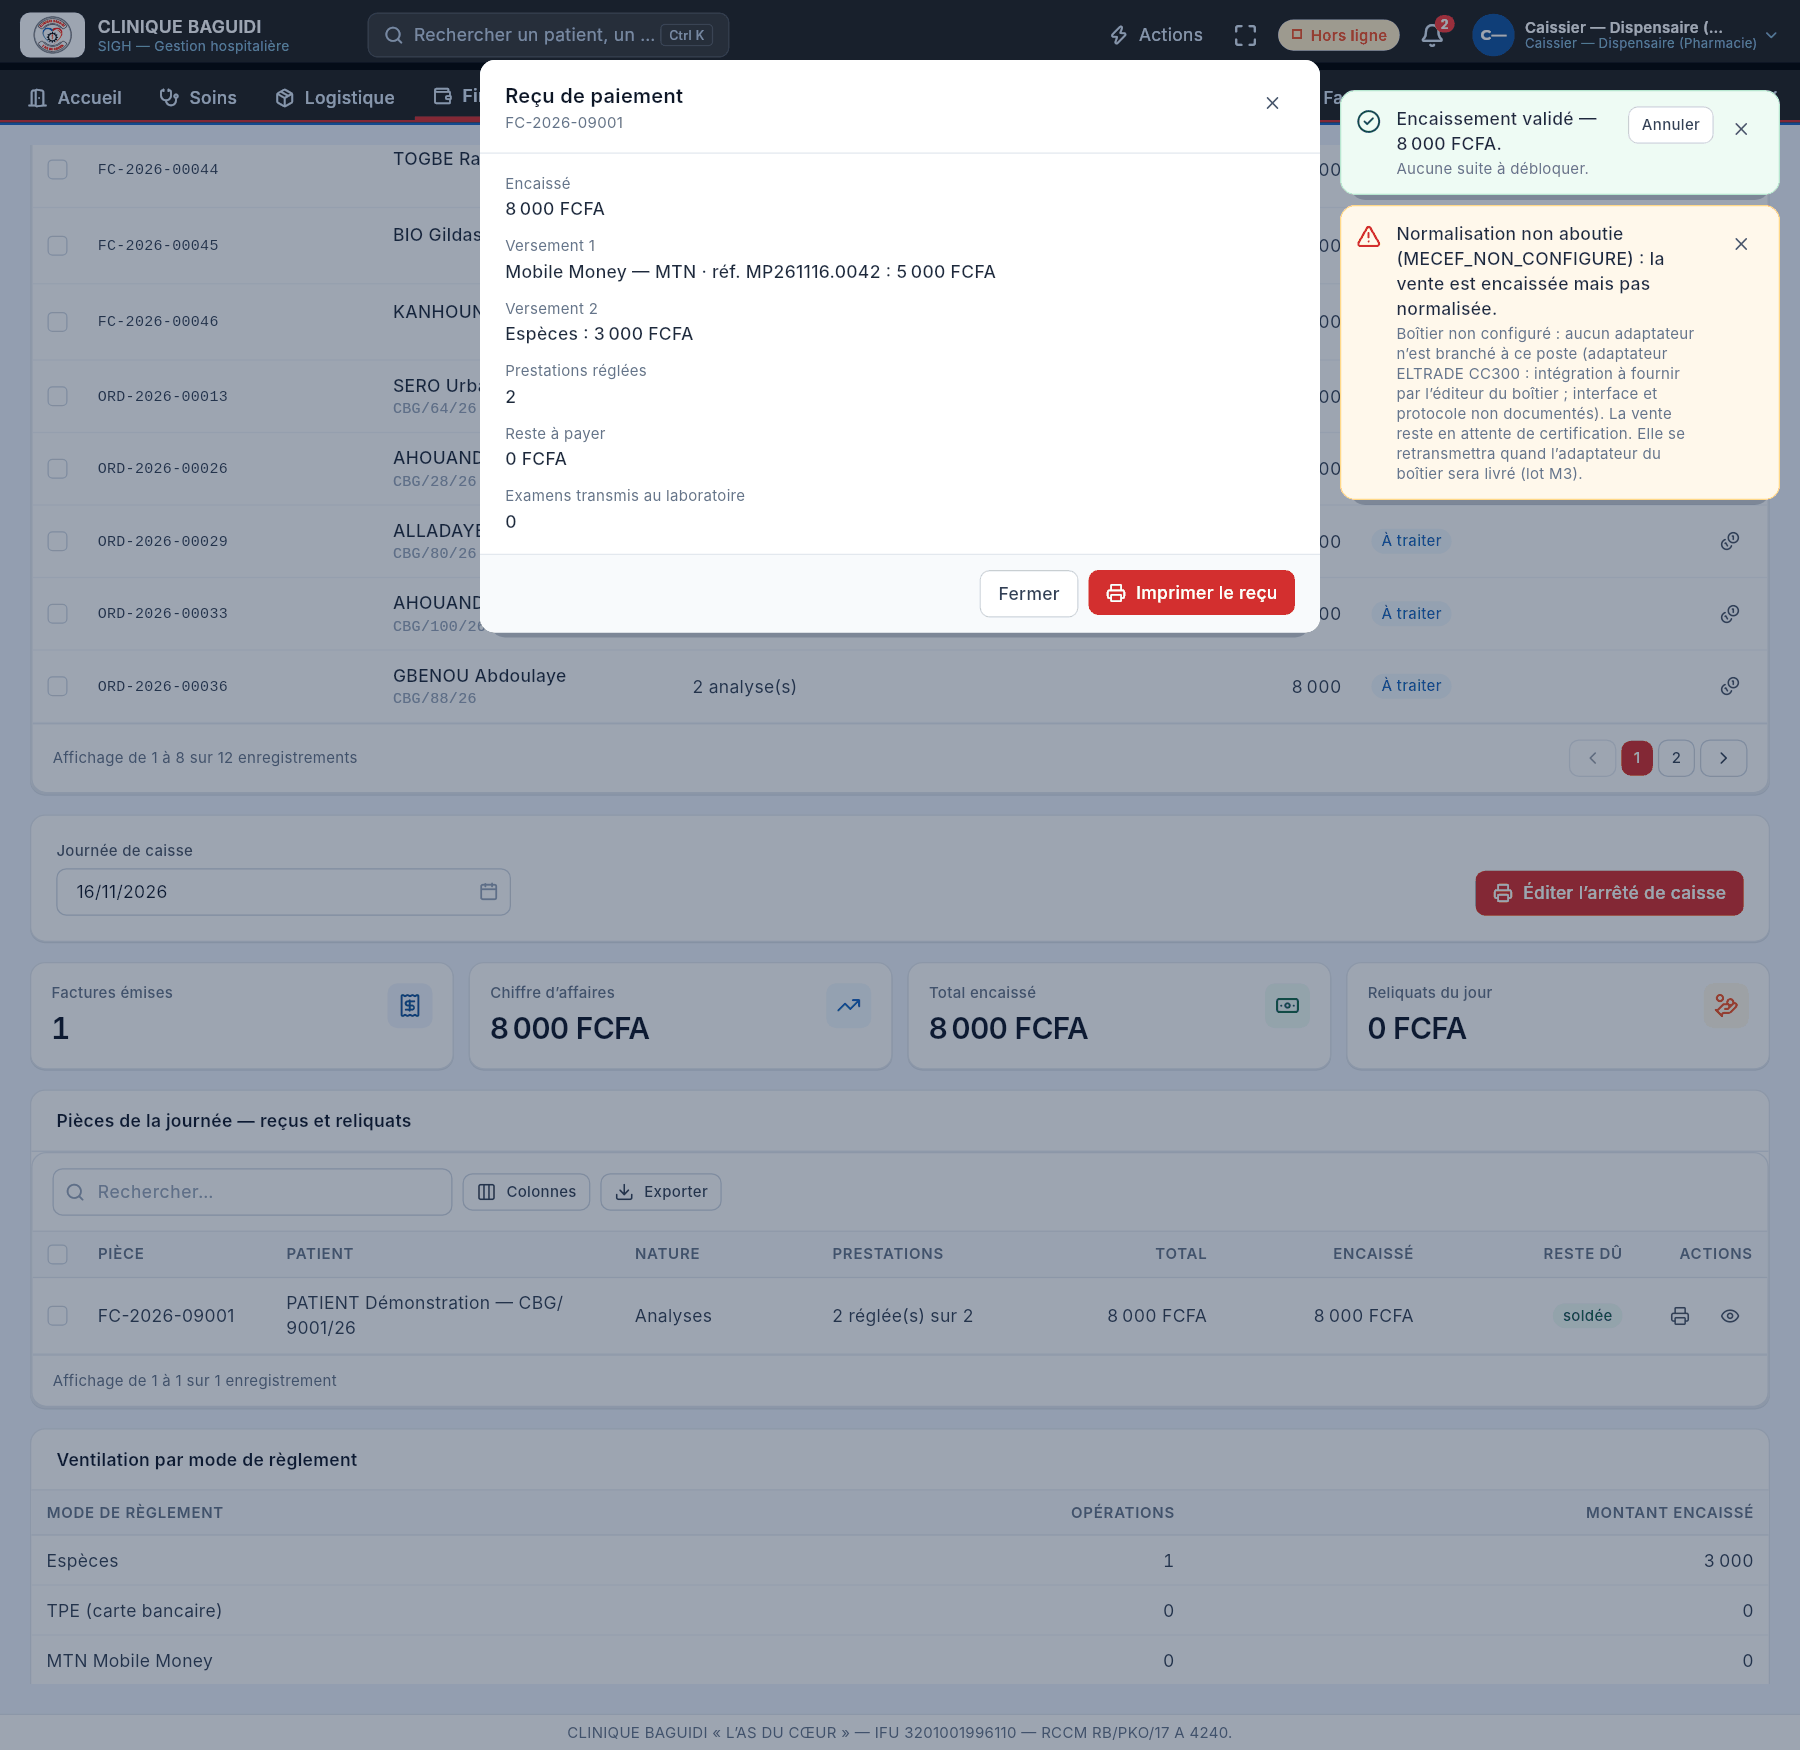 CLINIQUE BAGUIDI
SIGH — Gestion hospitalière
Rechercher un patient, un ... Ctrl K
Actions
Hors ligne
2
C—
Caissier — Dispensaire (...
Caissier — Dispensaire (Pharmacie)
Accueil Soins Logistique
Reçu de paiement
FC-2026-09001
Encaissé
8 000 FCFA
Versement 1
Mobile Money — MTN · réf. MP261116.0042 : 5 000 FCFA
Versement 2
Espèces : 3 000 FCFA
Prestations réglées
2
Reste à payer
0 FCFA
Examens transmis au laboratoire
0
Fermer Imprimer le reçu
Encaissement validé —
8 000 FCFA.
Aucune suite à débloquer.
Annuler
Normalisation non aboutie
(MECEF_NON_CONFIGURE) : la
vente est encaissée mais pas
normalisée.
Boîtier non configuré : aucun adaptateur
n’est branché à ce poste (adaptateur
ELTRADE CC300 : intégration à fournir
par l’éditeur du boîtier ; interface et
protocole non documentés). La vente
reste en attente de certification. Elle se
retransmettra quand l’adaptateur du
boîtier sera livré (lot M3).
FC-2026-00044 TOGBE
FC-2026-00045 BIO Gildas
FC-2026-00046
ORD-2026-00013 SERO
CBG/64/26
ORD-2026-00026
CBG/28/26
ORD-2026-00029
CBG/80/26
À traiter
ORD-2026-00033
À traiter
ORD-2026-00036 GBENOU Abdoulaye 2 analyse(s) 8 000 À traiter
CBG/88/26
Affichage de 1 à 8 sur 12 enregistrements
1 2
Journée de caisse
16/11/2026
Éditer l’arrêté de caisse
Factures émises
1
Chiffre d’affaires
8 000 FCFA
Total encaissé
8 000 FCFA
Reliquats du jour
0 FCFA
Pièces de la journée — reçus et reliquats
Rechercher... Colonnes Exporter
PIÈCE PATIENT NATURE PRESTATIONS TOTAL ENCAISSÉ RESTE DÛ ACTIONS
FC-2026-09001 PATIENT Démonstration — CBG/ Analyses 2 réglée(s) sur 2 8 000 FCFA 8 000 FCFA soldée
9001/26
Affichage de 1 à 1 sur 1 enregistrement
Ventilation par mode de règlement
MODE DE RÈGLEMENT OPÉRATIONS MONTANT ENCAISSÉ
Espèces 1 3 000
TPE (carte bancaire) 0 0
MTN Mobile Money 0 0
CLINIQUE BAGUIDI « L’AS DU CŒUR » — IFU 3201001996110 — RCCM RB/PKO/17 A 4240.